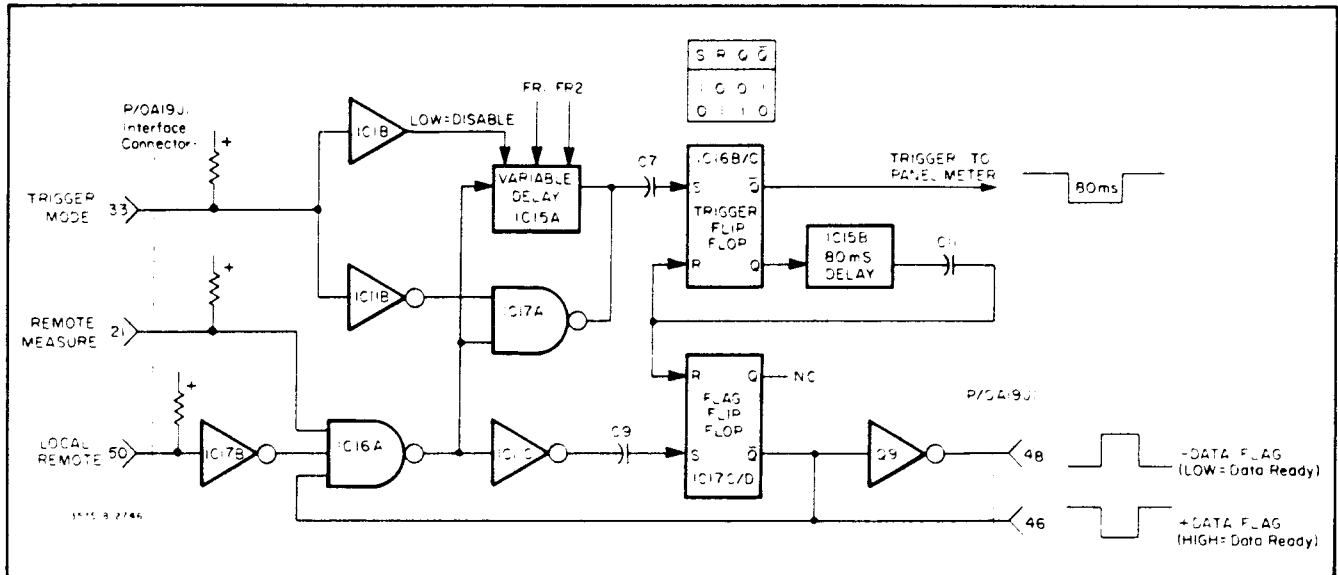 S R Q Q̅
1 0 0 1
0 1 1 0
FR1 FR2
P/OA19J1
Interface
Connector
+
IC1B
LOW=DISABLE
C7
IC16B/C
S
Q̅
TRIGGER
FLIP
FLOP
R
Q
TRIGGER TO
PANEL METER
80ms
VARIABLE
DELAY
IC15A
TRIGGER
MODE
33
IC15B
80mS
DELAY
+
IC11B
IC17A
REMOTE
MEASURE
21
+
R
Q
NC
FLAG
FLIP
FLOP
S
Q̅
IC17C/D
P/OA19J1
LOCAL
REMOTE
50
IC17B
IC16A
C9
Q9
48
-DATA FLAG
(LOW=Data Ready)
46
+DATA FLAG
(HIGH=Data Ready)